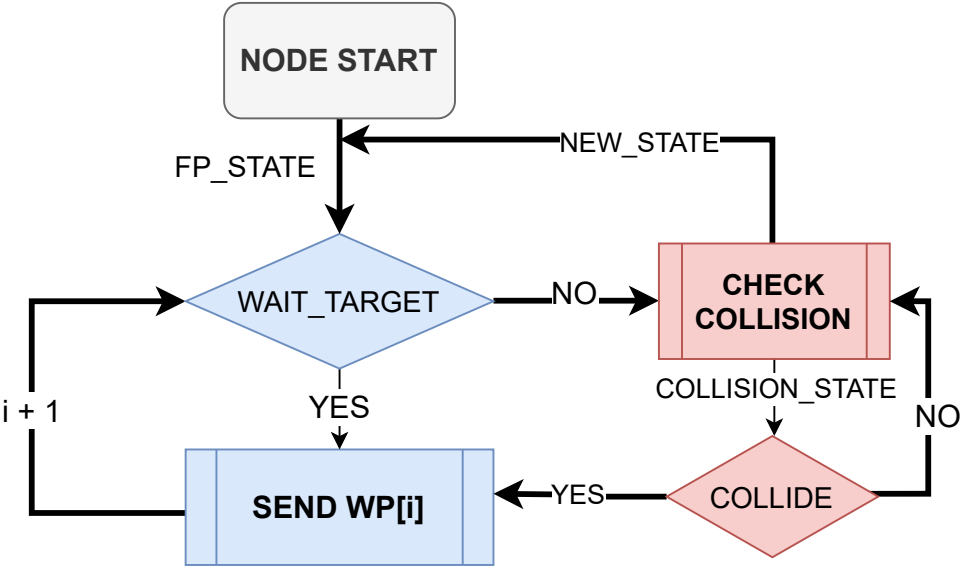 NODE START
NEW_STATE
FP_STATE
WAIT_TARGET
NO
CHECK
COLLISION
COLLISION_STATE
i + 1
YES
NO
SEND WP[i]
YES
COLLIDE